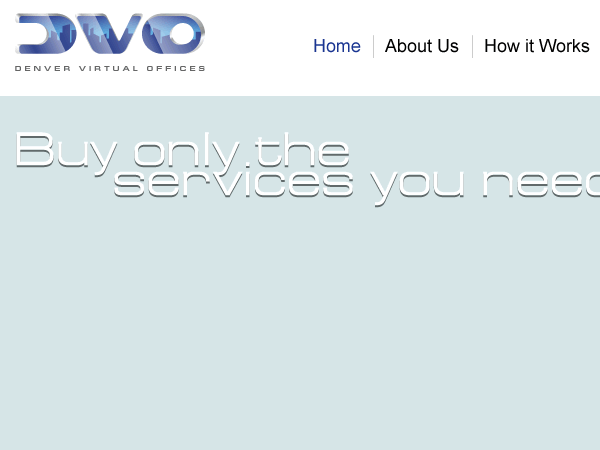 DVO
DENVER VIRTUAL OFFICES
Home
About Us
How it Works
Buy only the
services you need